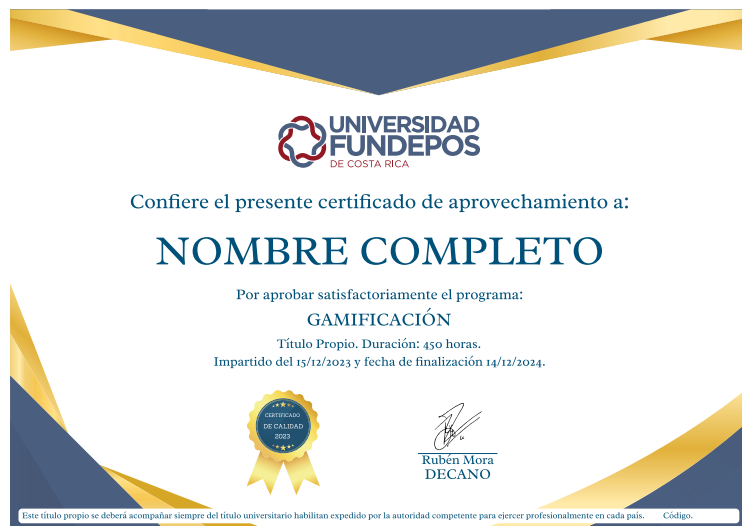 UNIVERSIDAD
FUNDEPOS
DE COSTA RICA
Confiere el presente certificado de aprovechamiento a:
NOMBRE COMPLETO
Por aprobar satisfactoriamente el programa:
GAMIFICACIÓN
Título Propio. Duración: 450 horas.
Impartido del 15/12/2023 y fecha de finalización 14/12/2024.
CERTIFICADO
DE CALIDAD
2023
Rubén Mora
DECANO
Este título propio se deberá acompañar siempre del título universitario habilitan expedido por la autoridad competente para ejercer profesionalmente en cada país. Código.